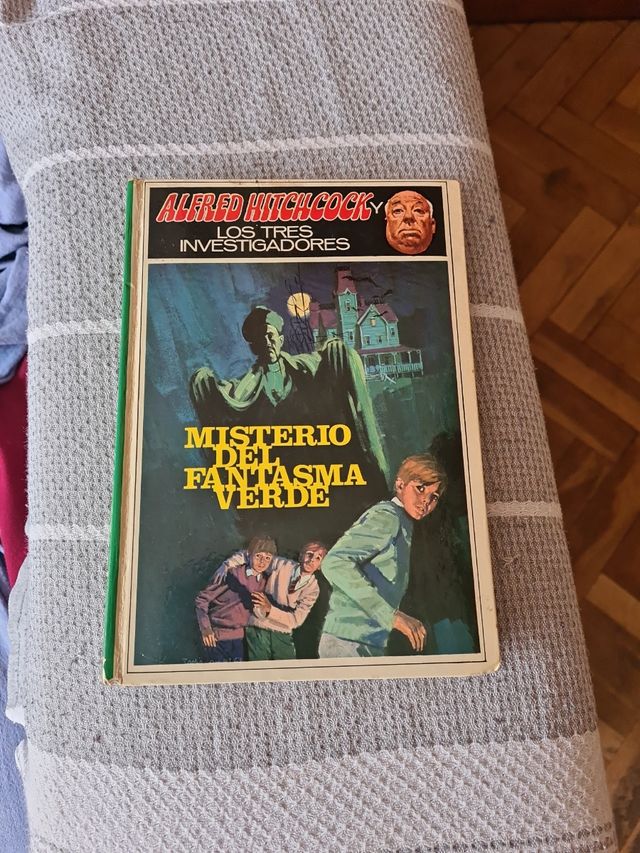 ALFRED HITCHCOCK Y
LOS TRES
INVESTIGADORES
MISTERIO
DEL
FANTASMA
VERDE